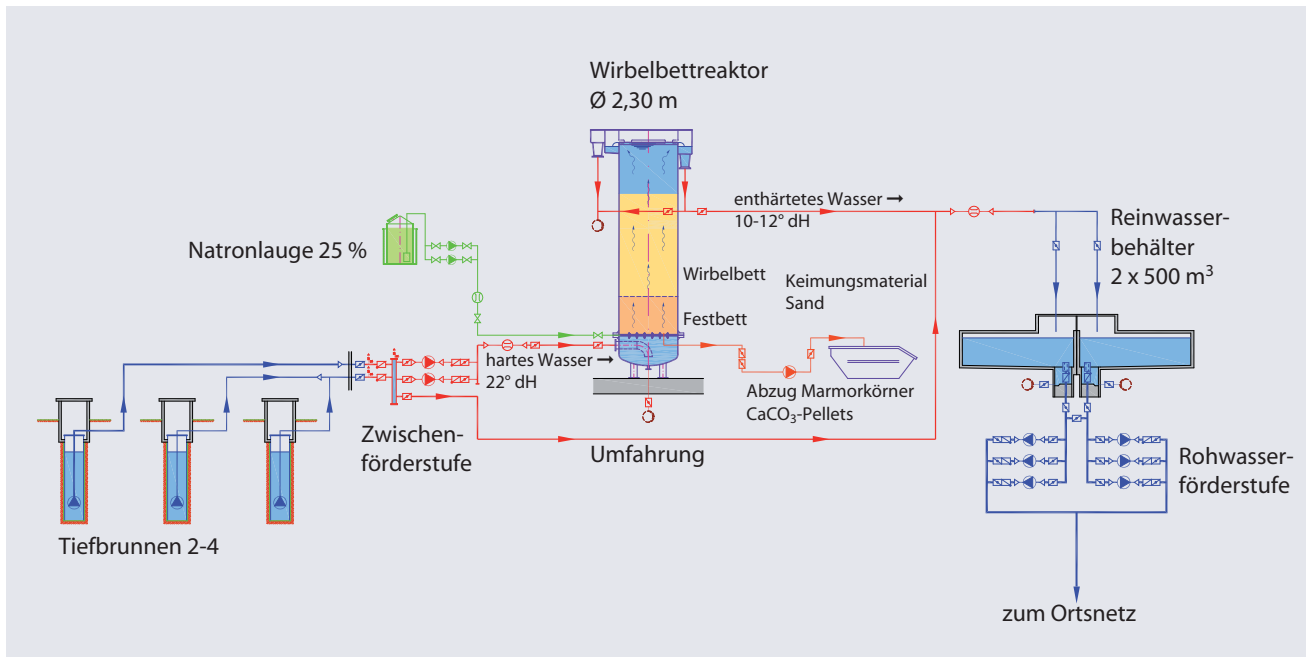 Wirbelbettreaktor
Ø 2,30 m
enthärtetes Wasser →
10-12° dH
Reinwasser-
behälter
2 x 500 m³
Natronlauge 25 %
Wirbelbett
Keimungsmaterial
Sand
Festbett
hartes Wasser →
22° dH
Abzug Marmorkörner
CaCO₃-Pellets
Zwischen-
förderstufe
Umfahrung
Rohwasser-
förderstufe
Tiefbrunnen 2-4
zum Ortsnetz